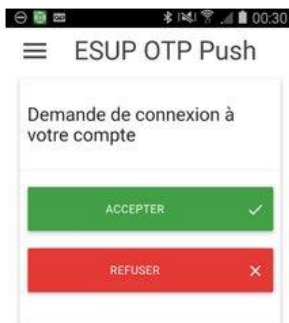 00:30
ESUP OTP Push
Demande de connexion à
votre compte
ACCEPTER
REFUSER